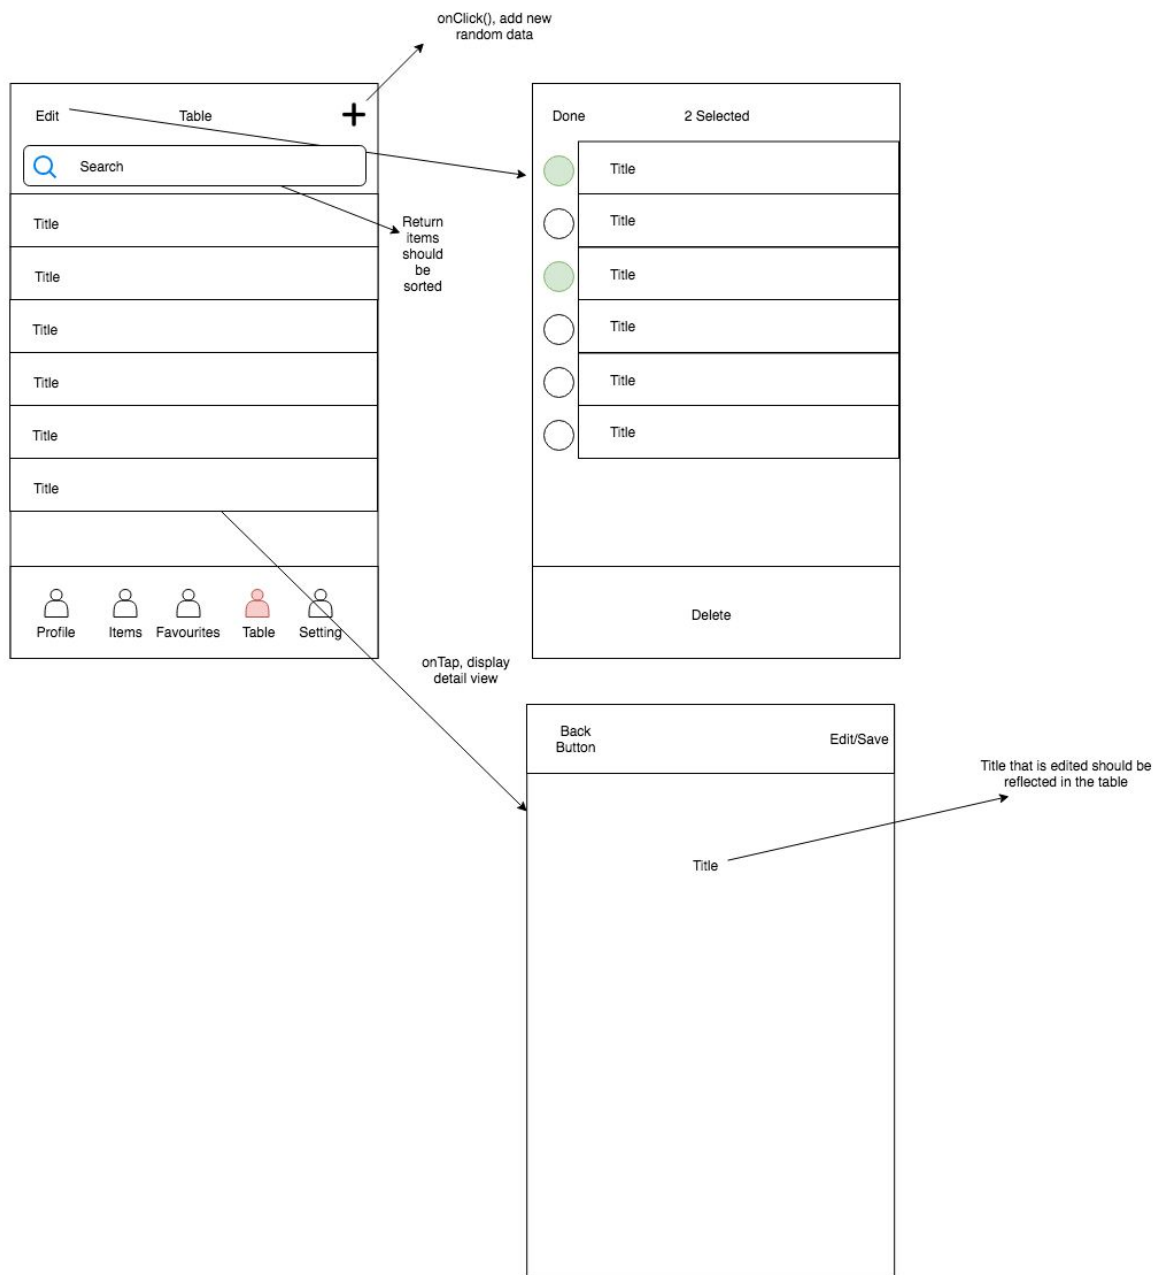 onClick(), add new
random data
Edit
Table
Search
Return
items
should
be
sorted
Title
Title
Title
Title
Title
Title
Profile
Items
Favourites
Table
Setting
Done
2 Selected
Title
Title
Title
Title
Title
Title
Delete
onTap, display
detail view
Back
Button
Edit/Save
Title
Title that is edited should be
reflected in the table